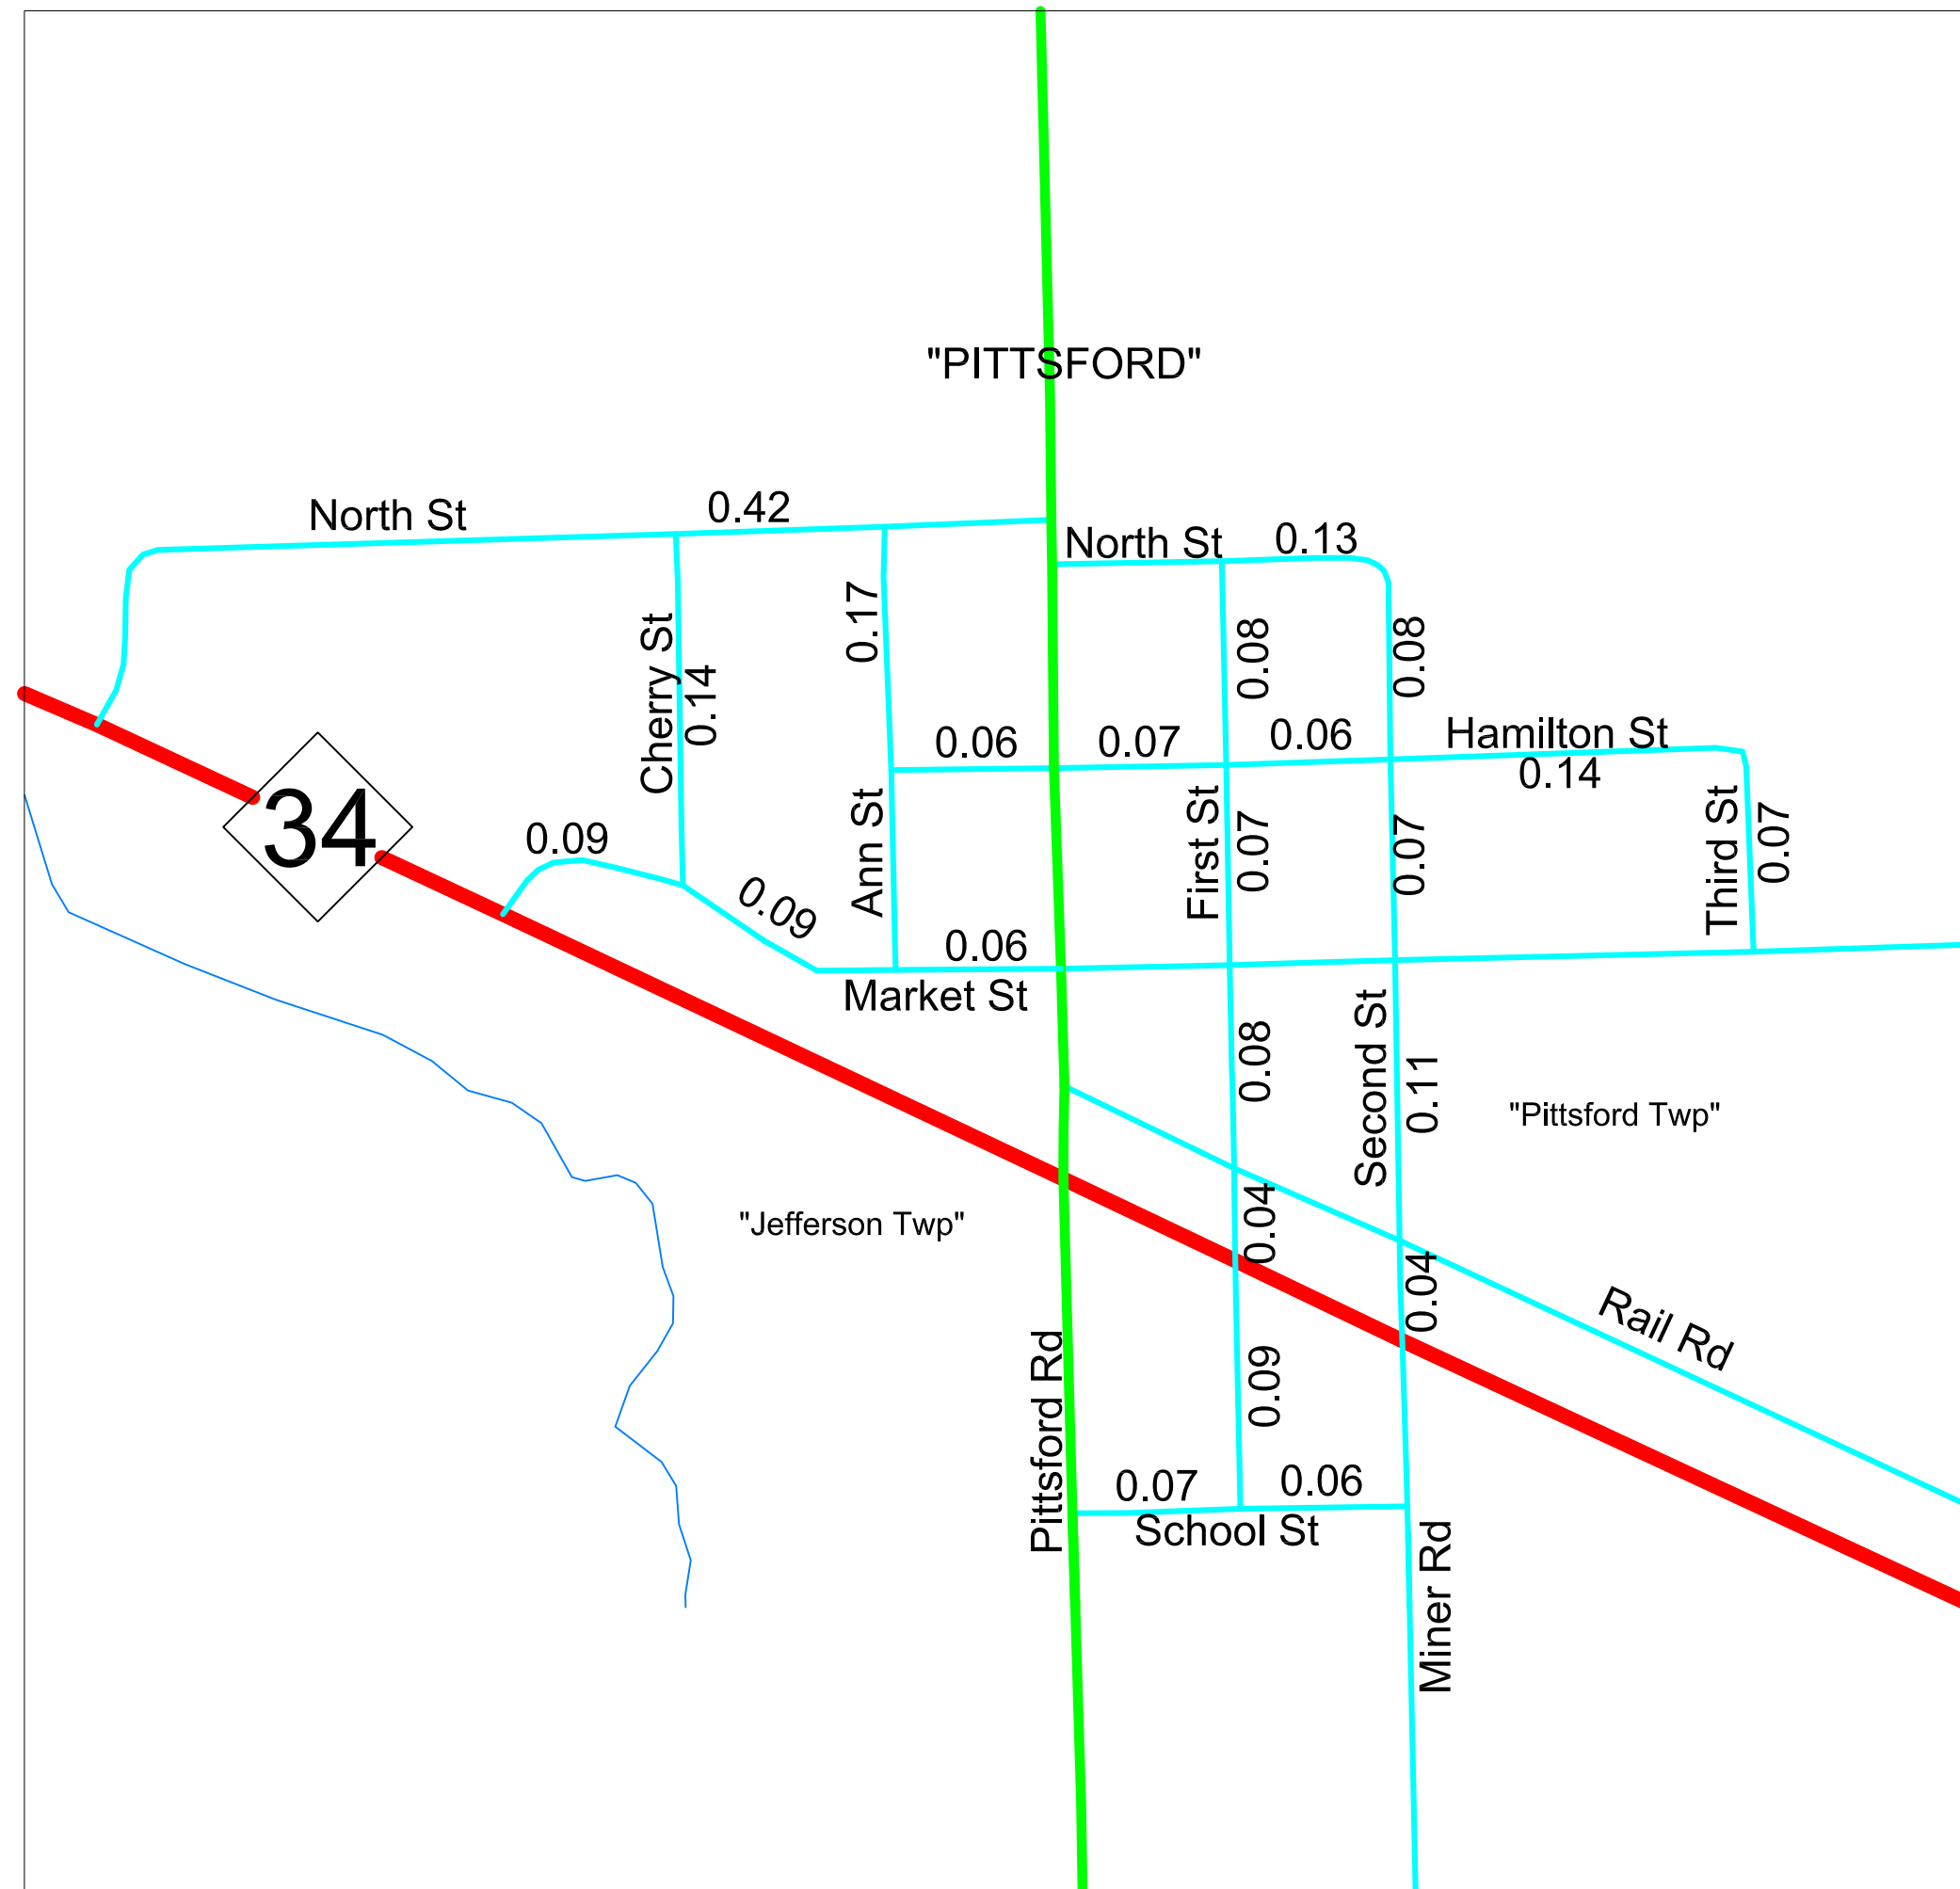 "PITTSFORD"
North St
0.42
North St
0.13
Cherry St
0.14
0.17
0.08
0.08
0.06
0.07
0.06
Hamilton St
0.14
34
0.09
0.09
Ann St
First St
0.07
0.07
Third St
0.07
0.06
Market St
0.08
Second St
0.11
"Pittsford Twp"
"Jefferson Twp"
0.04
0.04
Rail Rd
Pittsford Rd
0.09
0.07
0.06
School St
Miner Rd